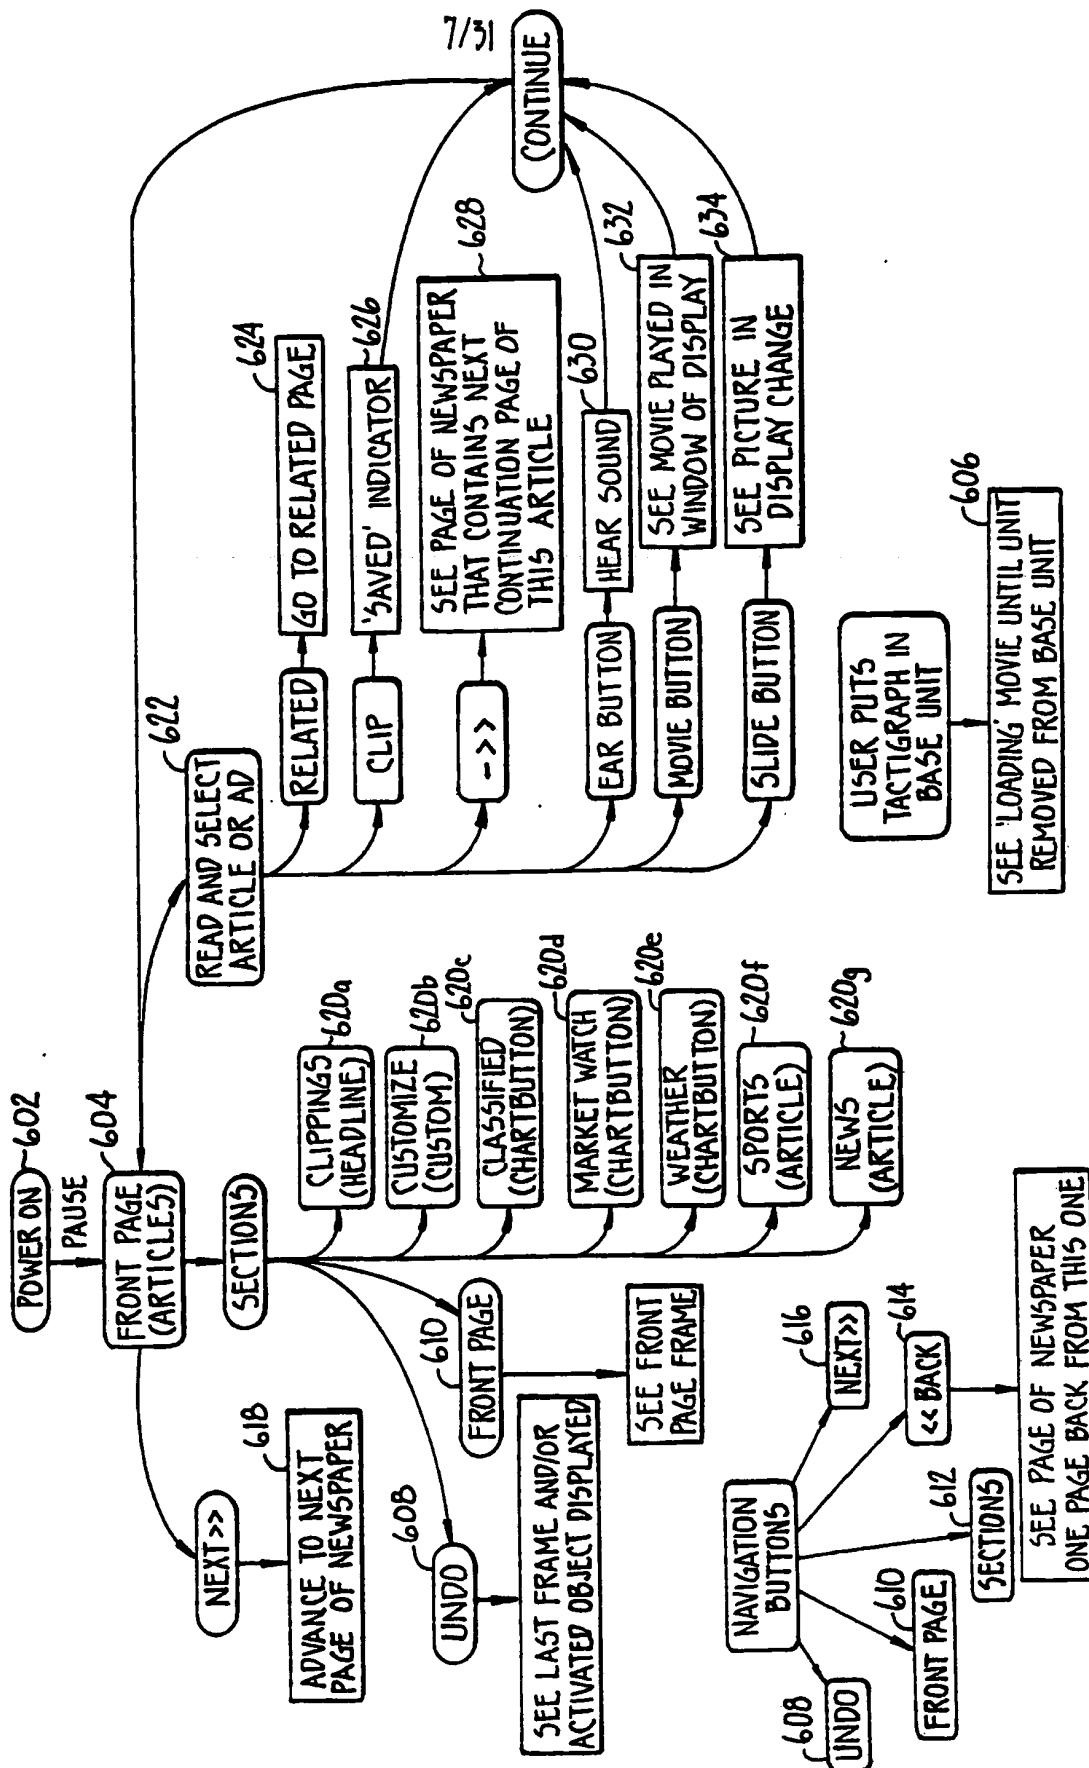 7/31
POWER ON
602
PAUSE
FRONT PAGE
(ARTICLES)
604
NEXT>>
ADVANCE TO NEXT
PAGE OF NEWSPAPER
618
SECTIONS
UNDO
608
SEE LAST FRAME AND/OR
ACTIVATED OBJECT DISPLAYED
FRONT PAGE
610
SEE FRONT
PAGE FRAME
CLIPPINGS
(HEADLINE)
620a
CUSTOMIZE
(CUSTOM)
620b
CLASSIFIED
(CHARTBUTTON)
620c
MARKET WATCH
(CHARTBUTTON)
620d
WEATHER
(CHARTBUTTON)
620e
SPORTS
(ARTICLE)
620f
NEWS
(ARTICLE)
620g
READ AND SELECT
ARTICLE OR AD
622
RELATED
GO TO RELATED PAGE
624
CLIP
'SAVED' INDICATOR
626
->>
SEE PAGE OF NEWSPAPER
THAT CONTAINS NEXT
CONTINUATION PAGE OF
THIS ARTICLE
628
EAR BUTTON
HEAR SOUND
630
MOVIE BUTTON
SEE MOVIE PLAYED IN
WINDOW OF DISPLAY
632
SLIDE BUTTON
SEE PICTURE IN
DISPLAY CHANGE
634
CONTINUE
NAVIGATION
BUTTONS
UNDO
608
FRONT PAGE
610
SECTIONS
612
<< BACK
614
NEXT>>
616
SEE PAGE OF NEWSPAPER
ONE PAGE BACK FROM THIS ONE
USER PUTS
TACTIGRAPH IN
BASE UNIT
SEE 'LOADING' MOVIE UNTIL UNIT
REMOVED FROM BASE UNIT
606